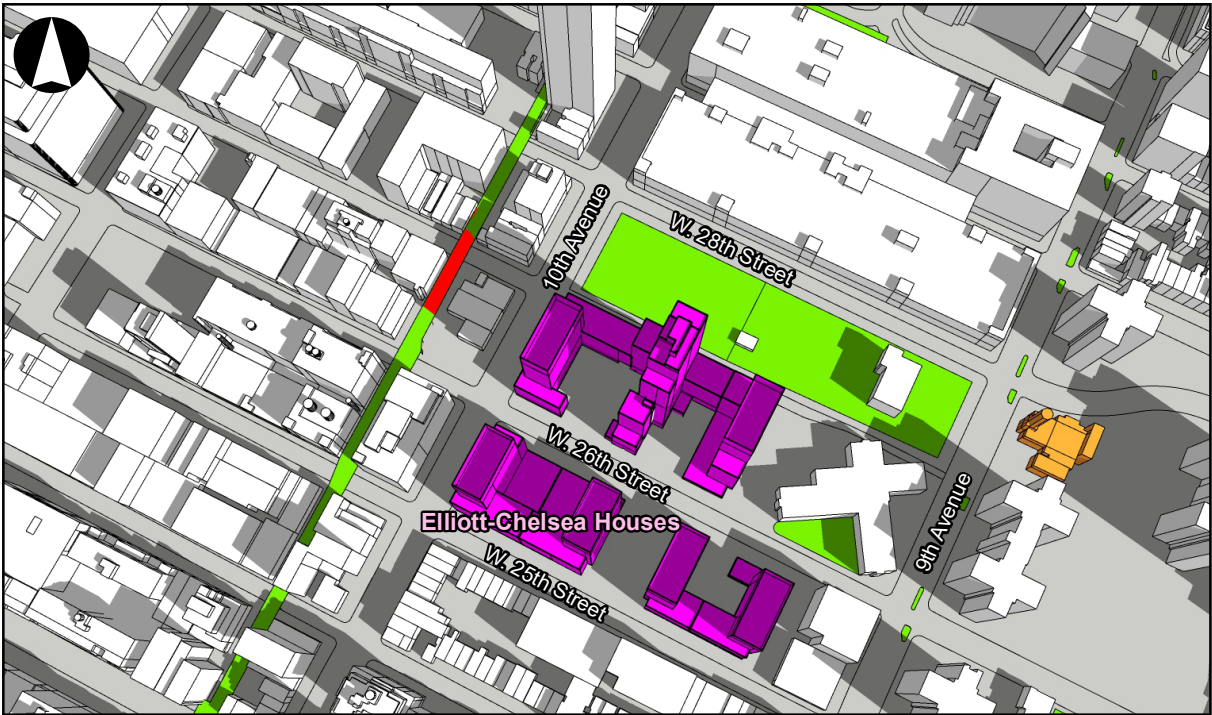 10th Avenue
W. 28th Street
W. 26th Street
Elliott-Chelsea Houses
9th Avenue
W. 25th Street